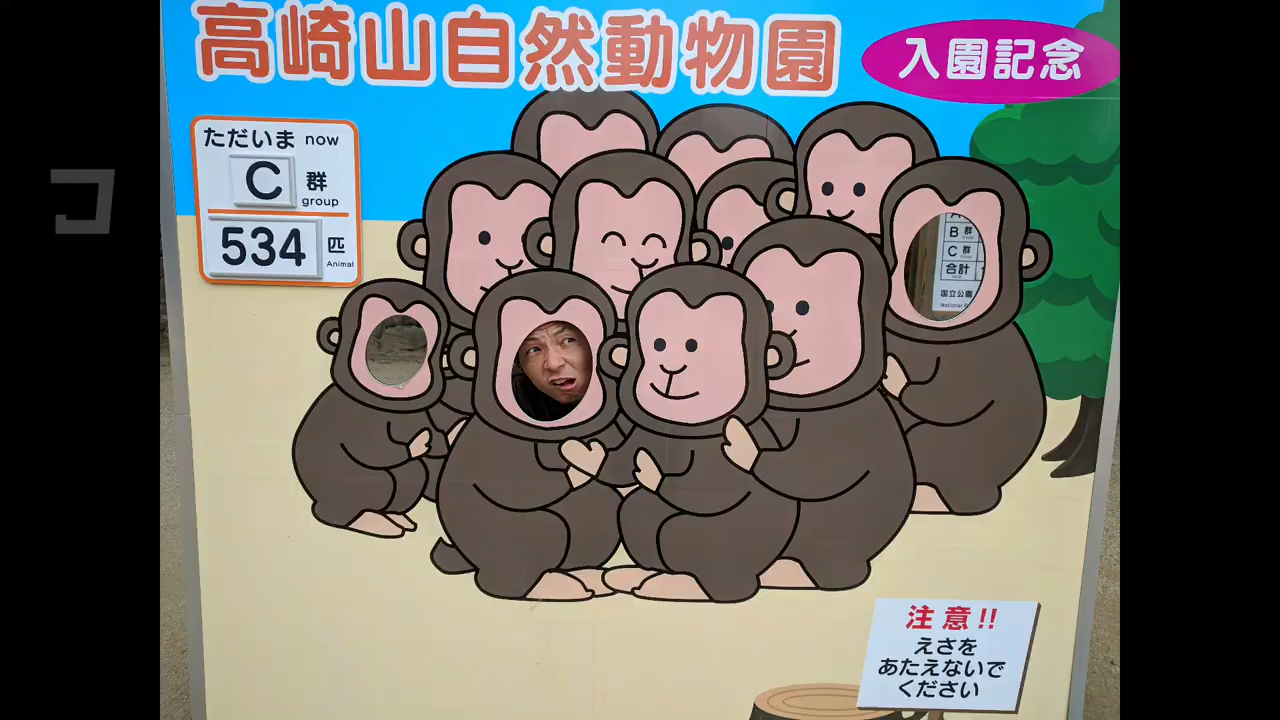 高崎山自然動物園
入園記念
ただいま now
C 群
group
534 匹
Animal
コ
B 群
C 群
合計
国立公園
National
注意!!
えさを
あたえないで
ください